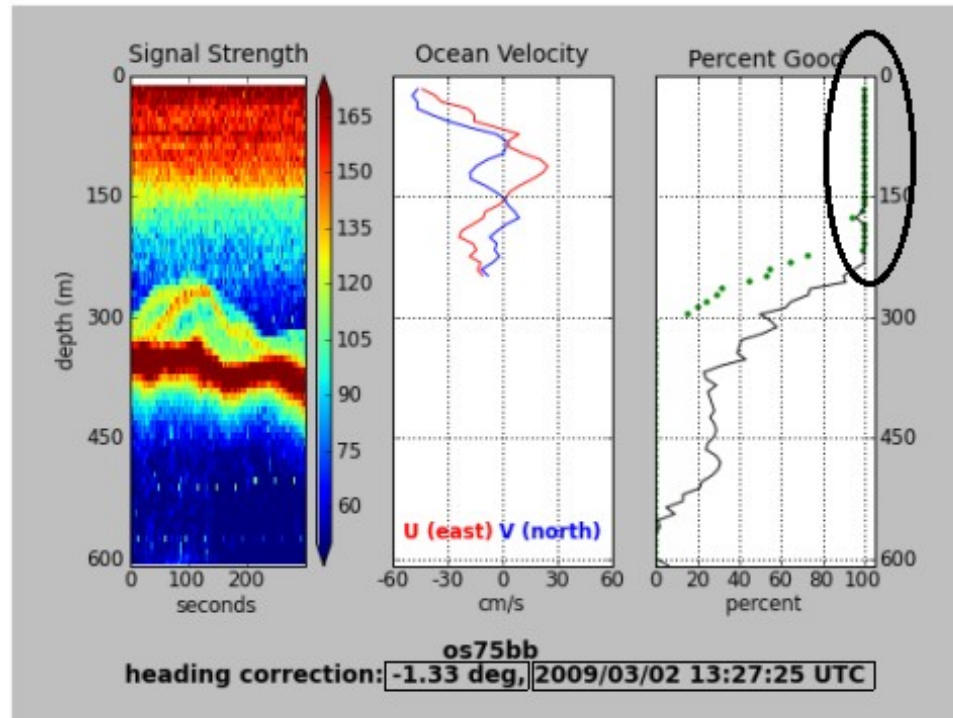 Signal Strength Ocean Velocity Percent Good
0 165 0
150 150 135
150
120
300 105 300
90
450 75 450
60
600 600
U (east) V (north)
0 100 200 -60 -30 0 30 60 0 20 40 60 80 100
seconds cm/s percent
depth (m)
os75bb
heading correction: -1.33 deg, 2009/03/02 13:27:25 UTC